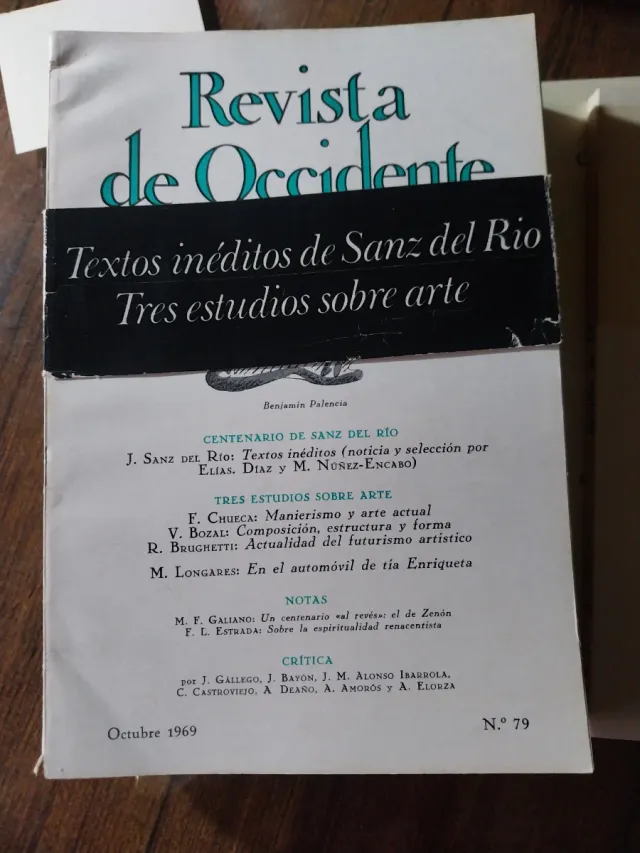 Revista
de Occidente
Textos inéditos de Sanz del Rio
Tres estudios sobre arte
Benjamín Palencia
CENTENARIO DE SANZ DEL RÍO
J. SANZ DEL RÍO: Textos inéditos (noticia y selección por
ELÍAS. DÍAZ Y M. NÚÑEZ-ENCABO)
TRES ESTUDIOS SOBRE ARTE
F. CHUECA: Manierismo y arte actual
V. BOZAL: Composición, estructura y forma
R. BRUGHETTI: Actualidad del futurismo artístico
M. LONGARES: En el automóvil de tía Enriqueta
NOTAS
M. F. GALIANO: Un centenario «al revés»: el de Zenón
F. L. ESTRADA: Sobre la espiritualidad renacentista
CRÍTICA
por J. GÁLLEGO, J. BAYÓN, J. M. ALONSO IBARROLA,
C. CASTROVIEJO, A DEAÑO, A. AMORÓS Y A. ELORZA
Octubre 1969
N.º 79